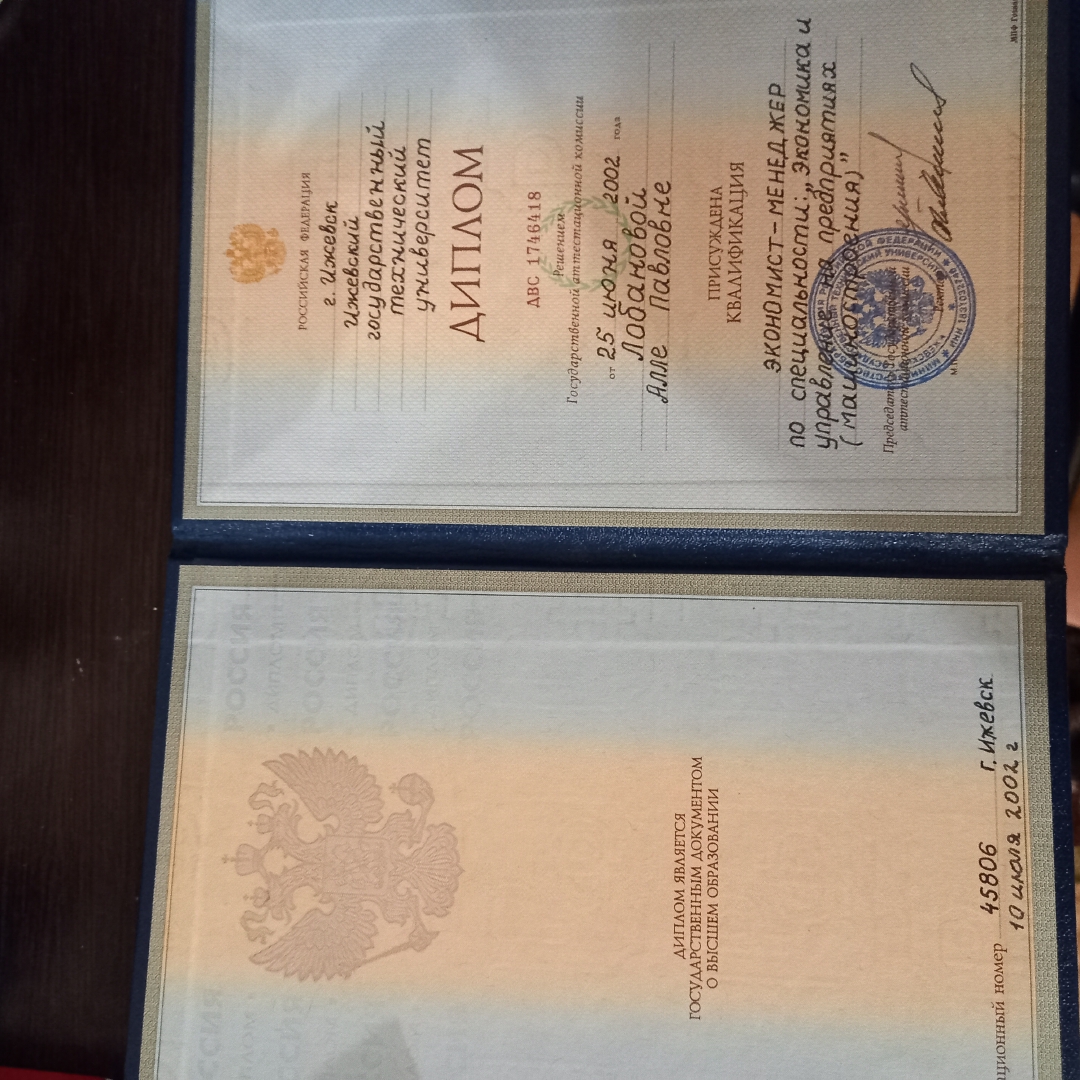 ДИПЛОМ ЯВЛЯЕТСЯ
ГОСУДАРСТВЕННЫМ ДОКУМЕНТОМ
О ВЫСШЕМ ОБРАЗОВАНИИ
ационный номер 45806 г. Ижевск
10 июля 2002 г
РОССИЙСКАЯ ФЕДЕРАЦИЯ
г. Ижевск
Ижевский
государственный
технический
университет
ДИПЛОМ
ДВС 1746418
Решением
Государственной аттестационной комиссии
от 25 июня 2002 года
Лобановой
Алле Павловне
ПРИСУЖДЕНА
КВАЛИФИКАЦИЯ
ЭКОНОМИСТ-МЕНЕДЖЕР
по специальности: „Экономика и
управление на предприятиях
(машиностроения)"
Председатель Государственной
аттестационной комиссии
Ректор